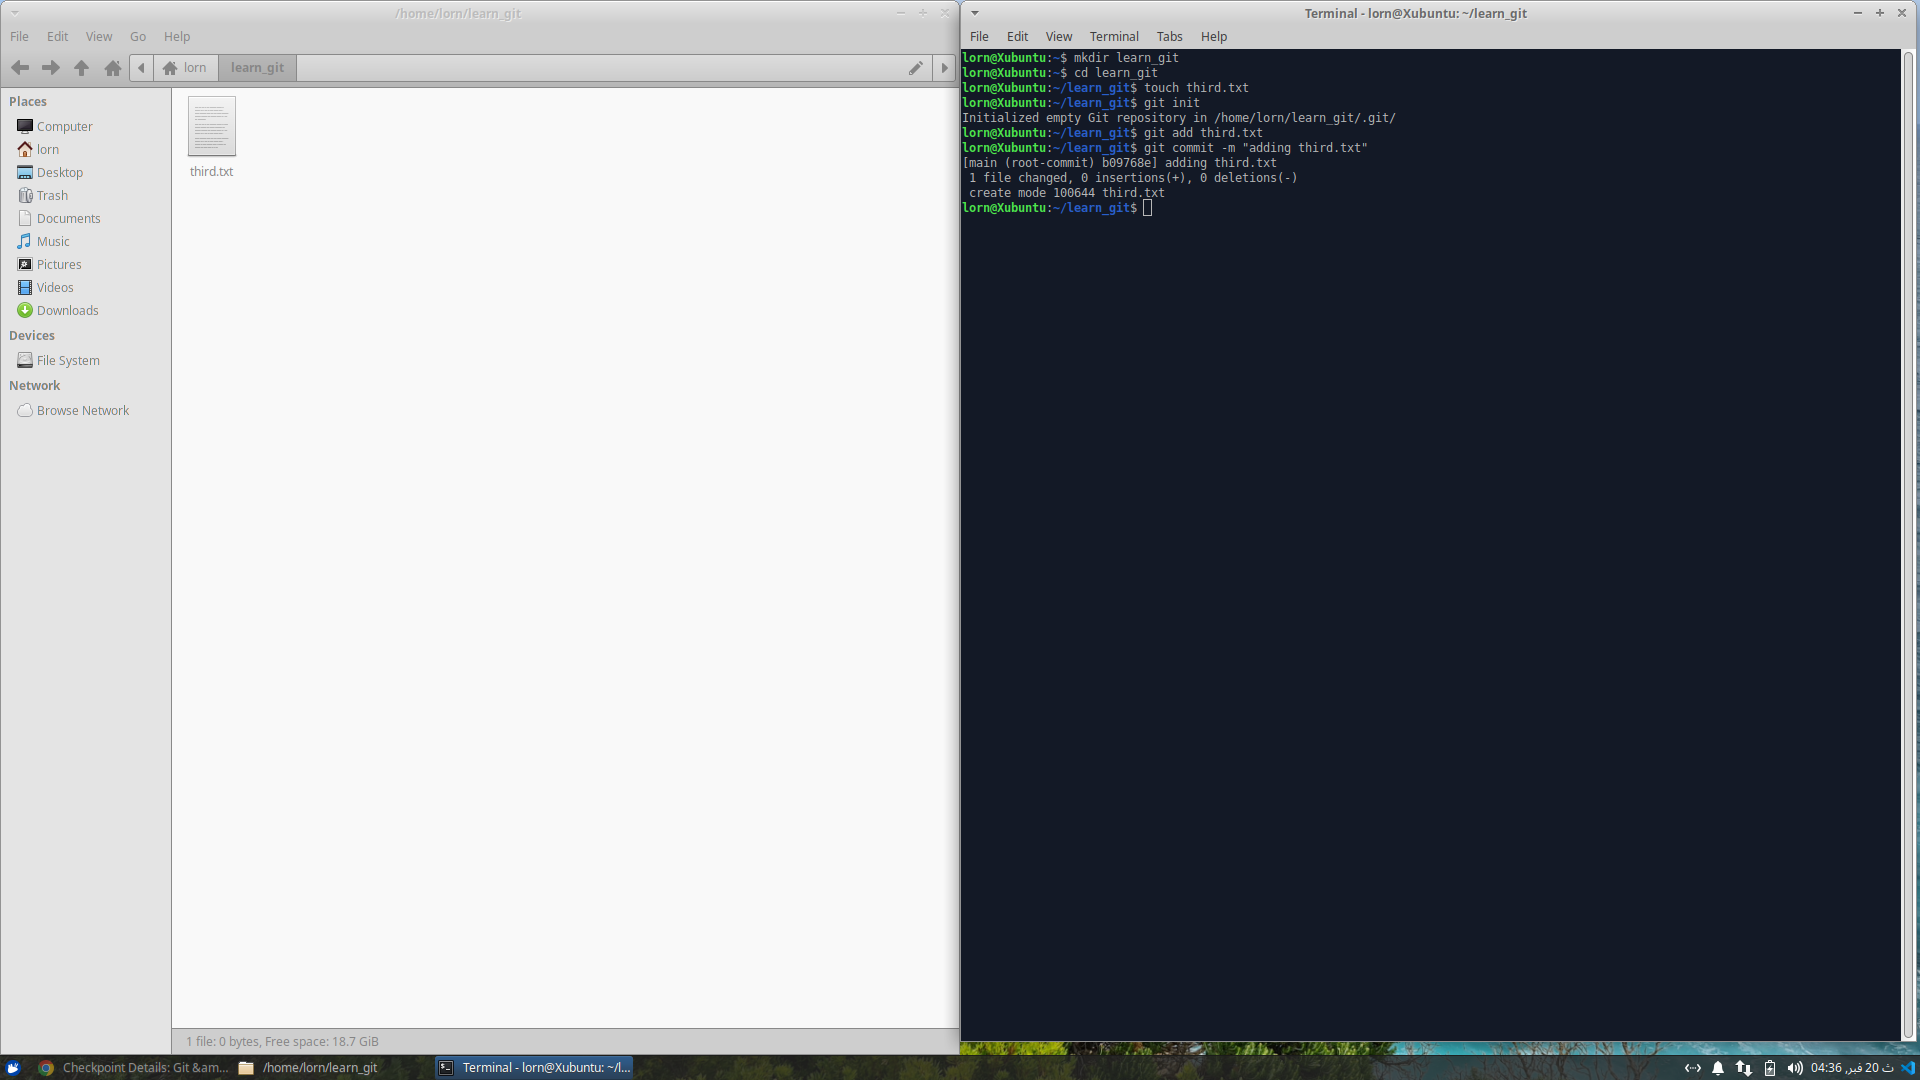 /home/lorn/learn_git
File Edit View Go Help
lorn learn_git
Places
Computer
lorn
Desktop
Trash
Documents
Music
Pictures
Videos
Downloads
Devices
File System
Network
Browse Network
third.txt
1 file: 0 bytes, Free space: 18.7 GiB
Terminal - lorn@Xubuntu: ~/learn_git
File Edit View Terminal Tabs Help
lorn@Xubuntu:~$ mkdir learn_git
lorn@Xubuntu:~$ cd learn_git
lorn@Xubuntu:~/learn_git$ touch third.txt
lorn@Xubuntu:~/learn_git$ git init
Initialized empty Git repository in /home/lorn/learn_git/.git/
lorn@Xubuntu:~/learn_git$ git add third.txt
lorn@Xubuntu:~/learn_git$ git commit -m "adding third.txt"
[main (root-commit) b09768e] adding third.txt
 1 file changed, 0 insertions(+), 0 deletions(-)
 create mode 100644 third.txt
lorn@Xubuntu:~/learn_git$
Checkpoint Details: Git &am... /home/lorn/learn_git Terminal - lorn@Xubuntu: ~/l... ث 20 فبر, 04:36